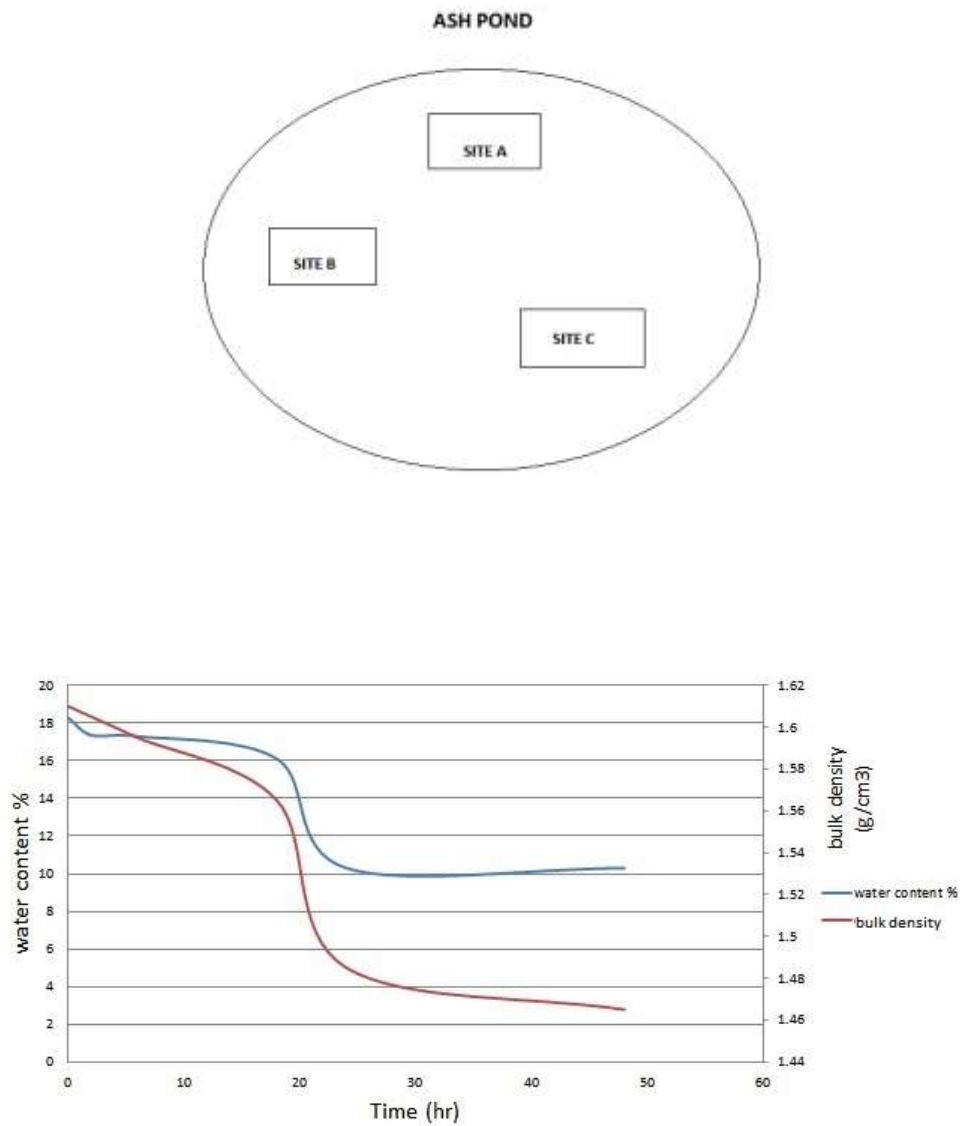 ASH POND
SITE A
SITE B
SITE C
20
18
16
14
12
10
8
6
4
2
0
water content %
1.62
1.6
1.58
1.56
1.54
1.52
1.5
1.48
1.46
1.44
bulk density
(g/cm3)
water content %
bulk density
0
10
20
30
40
50
60
Time (hr)